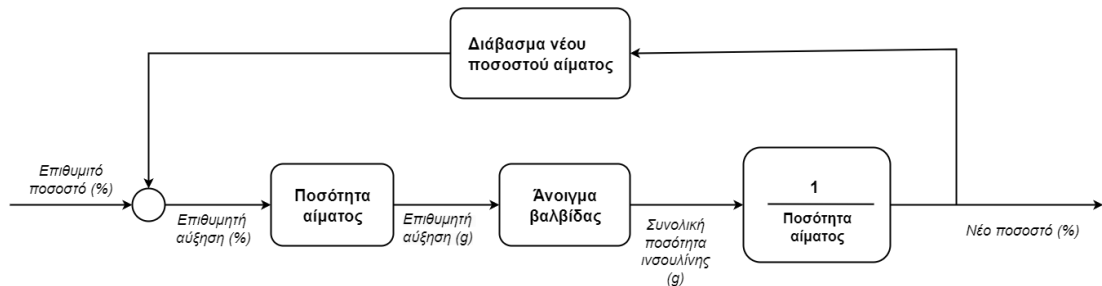 Διάβασμα νέου
ποσοστού αίματος
Επιθυμιτό
ποσοστό (%)
Επιθυμητή
αύξηση (%)
Ποσότητα
αίματος
Επιθυμητή
αύξηση (g)
Άνοιγμα
βαλβίδας
Συνολική
ποσότητα
ινσουλίνης
(g)
1
Ποσότητα
αίματος
Νέο ποσοστό (%)